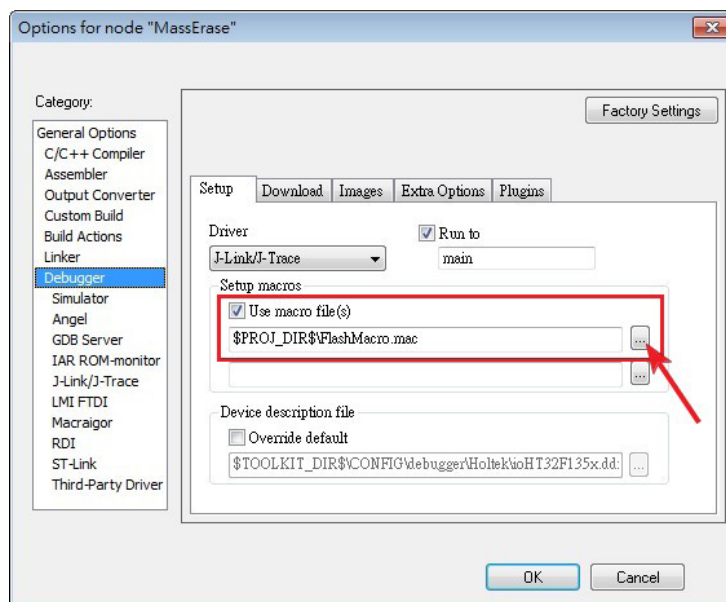 Options for node "MassErase"
Category:
Factory Settings
General Options
C/C++ Compiler
Assembler
Output Converter
Custom Build
Build Actions
Linker
Debugger
Simulator
Angel
GDB Server
IAR ROM-monitor
J-Link/J-Trace
LMI FTDI
Macraigor
RDI
ST-Link
Third-Party Driver
Setup Download Images Extra Options Plugins
Driver
Run to
J-Link/J-Trace
main
Setup macros
Use macro file(s)
$PROJ_DIR$\FlashMacro.mac
...
...
Device description file
Override default
$TOOLKIT_DIR$\CONFIG\debugger\Holtek\ioHT32F135x.dd
...
OK Cancel